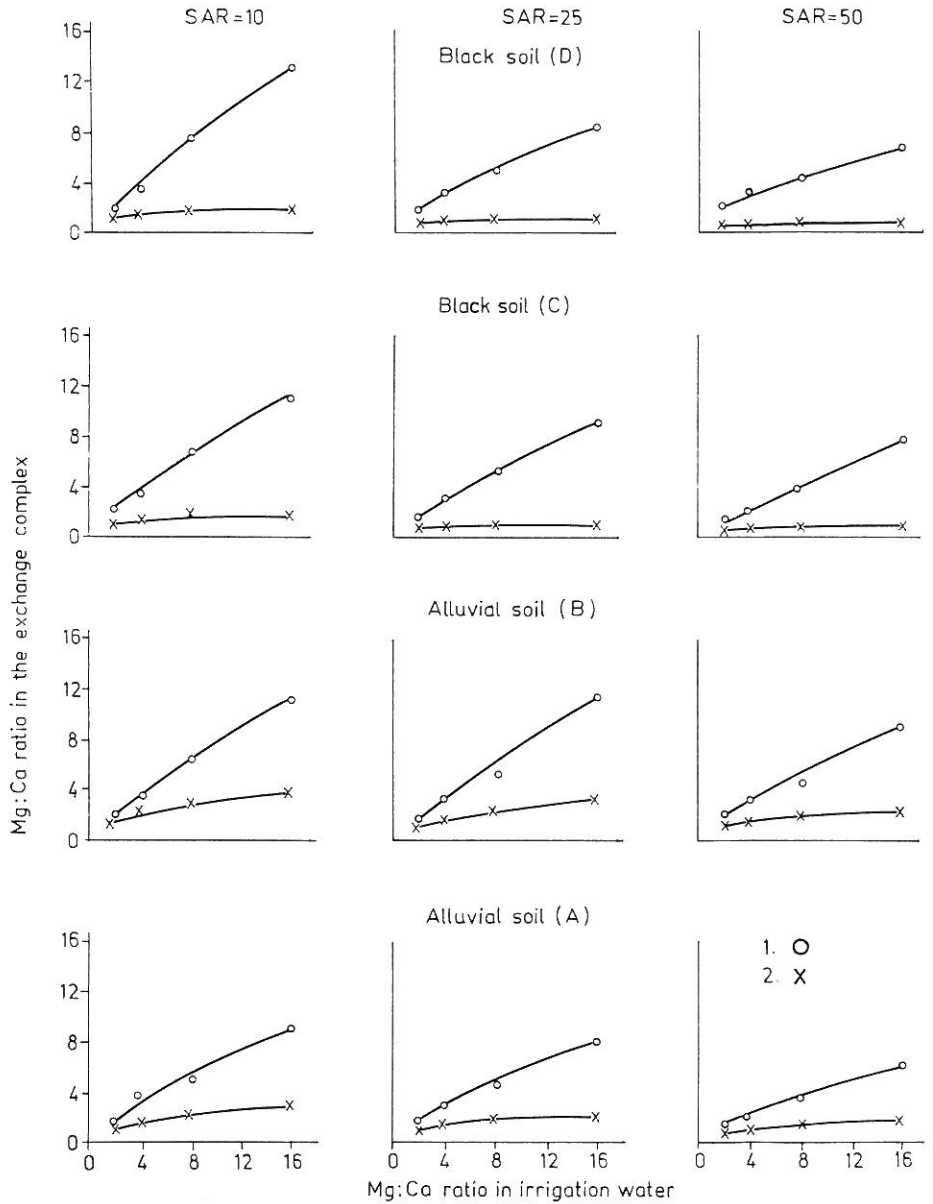 SAR=10 SAR=25 SAR=50
16
Black soil (D)
12
8
4
0
Black soil (C)
16
12
8
4
0
Alluvial soil (B)
16
12
8
4
0
Alluvial soil (A)
16
12
8
4
0
1. O
2. X
0 4 8 12 16 0 4 8 12 16 0 4 8 12 16
Mg:Ca ratio in irrigation water
Mg:Ca ratio in the exchange complex